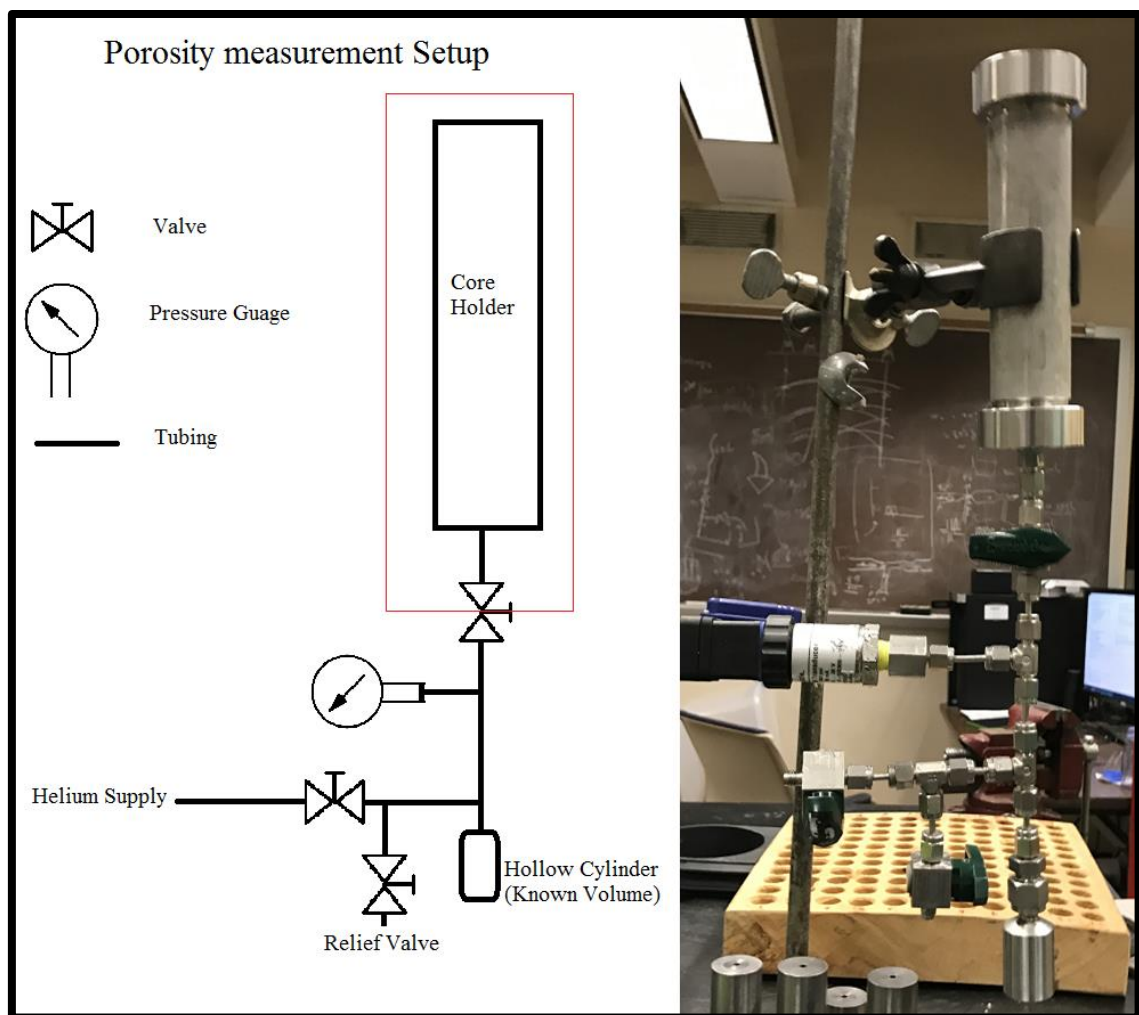 Porosity measurement Setup
Valve
Pressure Guage
Tubing
Core
Holder
Helium Supply
Hollow Cylinder
(Known Volume)
Relief Valve